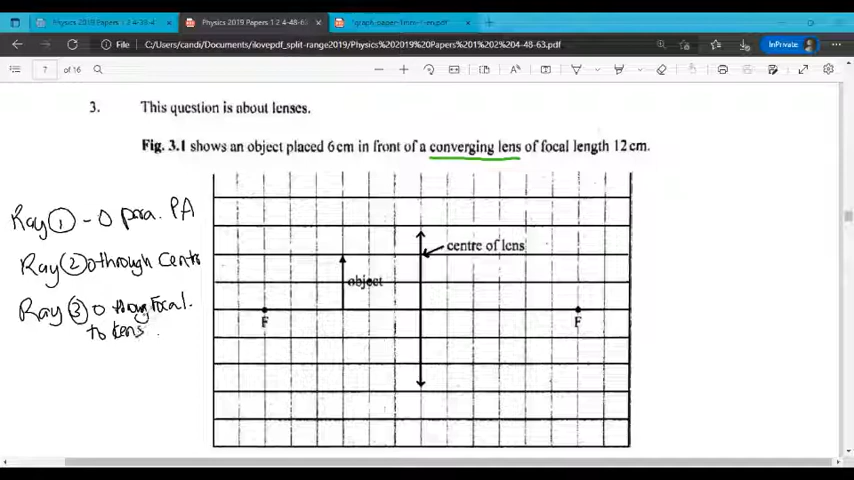 Physics 2019 Papers 1 2 4-38-4
Physics 2019 Papers 1 2 4-48-63
graph-paper-1mm-1-en.pdf
File
C:/Users/candi/Documents/ilovepdf_split-range2019/Physics%202019%20Papers%201%202%204-48-63.pdf
InPrivate
7 of 16
3. This question is about lenses.
Fig. 3.1 shows an object placed 6 cm in front of a converging lens of focal length 12 cm.
Ray 1 - O para. PA
Ray 2 O through Centre
Ray 3 O through focal
to lens
centre of lens
object
F
F